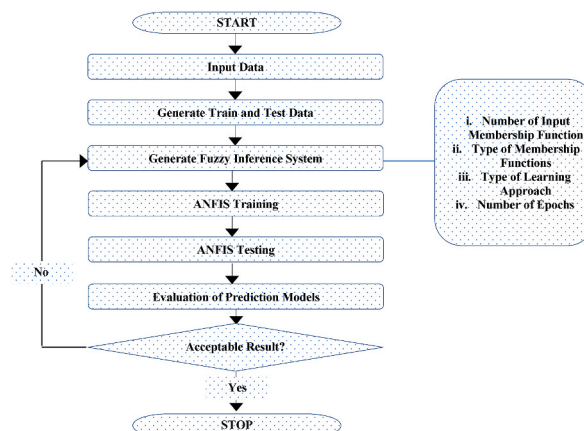 START
Input Data
Generate Train and Test Data
Generate Fuzzy Inference System
i. Number of Input
Membership Function
ii. Type of Membership
Functions
iii. Type of Learning
Approach
iv. Number of Epochs
ANFIS Training
ANFIS Testing
No
Evaluation of Prediction Models
Acceptable Result?
Yes
STOP